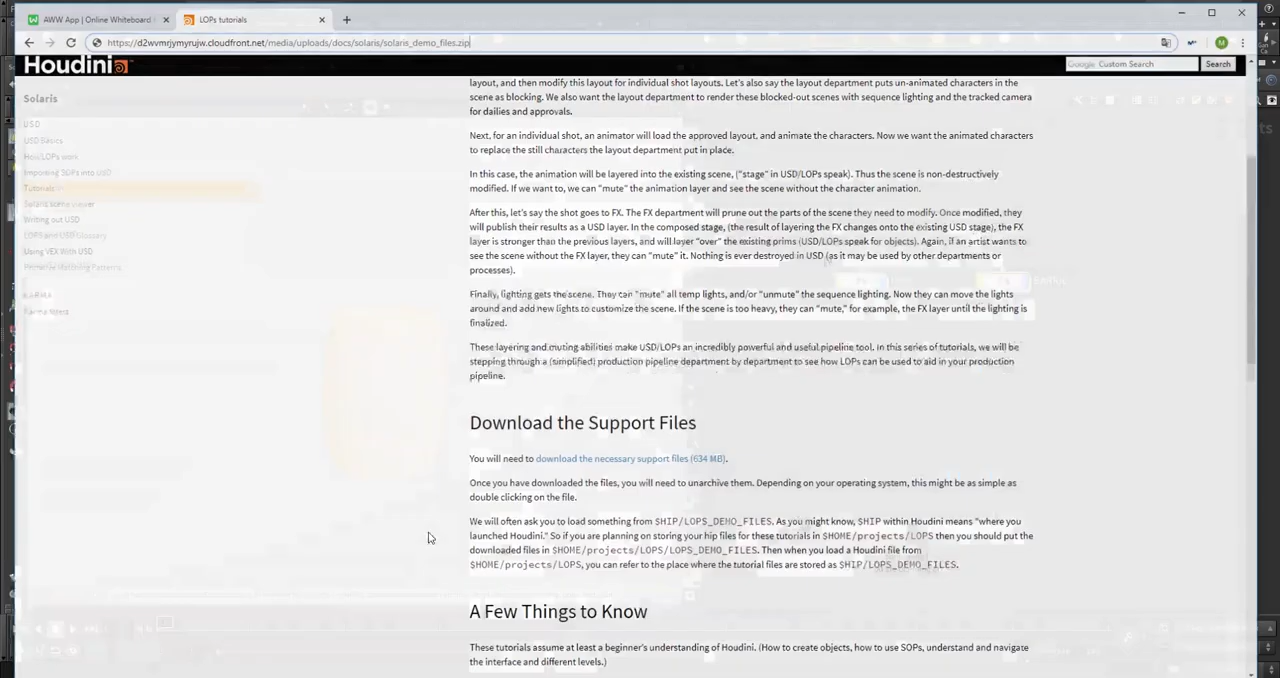 AWW App | Online Whiteboard
LOPs tutorials
https://d2wvmrjymyrujw.cloudfront.net/media/uploads/docs/solaris/solaris_demo_files.zip
M
Houdini
Google Custom Search
Search
Solaris
USD
USD Basics
How LOPs work
Importing SOPs into USD
Tutorials
Solaris scene viewer
Writing out USD
LOPs and USD Glossary
Using VEX With USD
Primitive Matching Patterns
KARMA
layout, and then modify this layout for individual shot layouts. Let's also say the layout department puts un-animated characters in the
scene as blocking. We also want the layout department to render these blocked-out scenes with sequence lighting and the tracked camera
for dailies and approvals.
Next, for an individual shot, an animator will load the approved layout, and animate the characters. Now we want the animated characters
to replace the still characters the layout department put in place.
In this case, the animation will be layered into the existing scene, ("stage" in USD/LOPs speak). Thus the scene is non-destructively
modified. If we want to, we can "mute" the animation layer and see the scene without the character animation.
After this, let's say the shot goes to FX. The FX department will prune out the parts of the scene they need to modify. Once modified, they
will publish their results as a USD layer. In the composed stage, (the result of layering the FX changes onto the existing USD stage), the FX
layer is stronger than the previous layers, and will layer "over" the existing prims (USD/LOPs speak for objects). Again, if an artist wants to
see the scene without the FX layer, they can "mute" it. Nothing is ever destroyed in USD (as it may be used by other departments or
processes).
Finally, lighting gets the scene. They can "mute" all temp lights, and/or "unmute" the sequence lighting. Now they can move the lights
around and add new lights to customize the scene. If the scene is too heavy, they can "mute," for example, the FX layer until the lighting is
finalized.
These layering and muting abilities make USD/LOPs an incredibly powerful and useful pipeline tool. In this series of tutorials, we will be
stepping through a (simplified) production pipeline department by department to see how LOPs can be used to aid in your production
pipeline.
Download the Support Files
You will need to download the necessary support files (634 MB).
Once you have downloaded the files, you will need to unarchive them. Depending on your operating system, this might be as simple as
double clicking on the file.
We will often ask you to load something from $HIP/LOPS_DEMO_FILES. As you might know, $HIP within Houdini means "where you
launched Houdini." So if you are planning on storing your hip files for these tutorials in $HOME/projects/LOPS then you should put the
downloaded files in $HOME/projects/LOPS/LOPS_DEMO_FILES. Then when you load a Houdini file from
$HOME/projects/LOPS, you can refer to the place where the tutorial files are stored as $HIP/LOPS_DEMO_FILES.
A Few Things to Know
These tutorials assume at least a beginner's understanding of Houdini. (How to create objects, how to use SOPs, understand and navigate
the interface and different levels.)